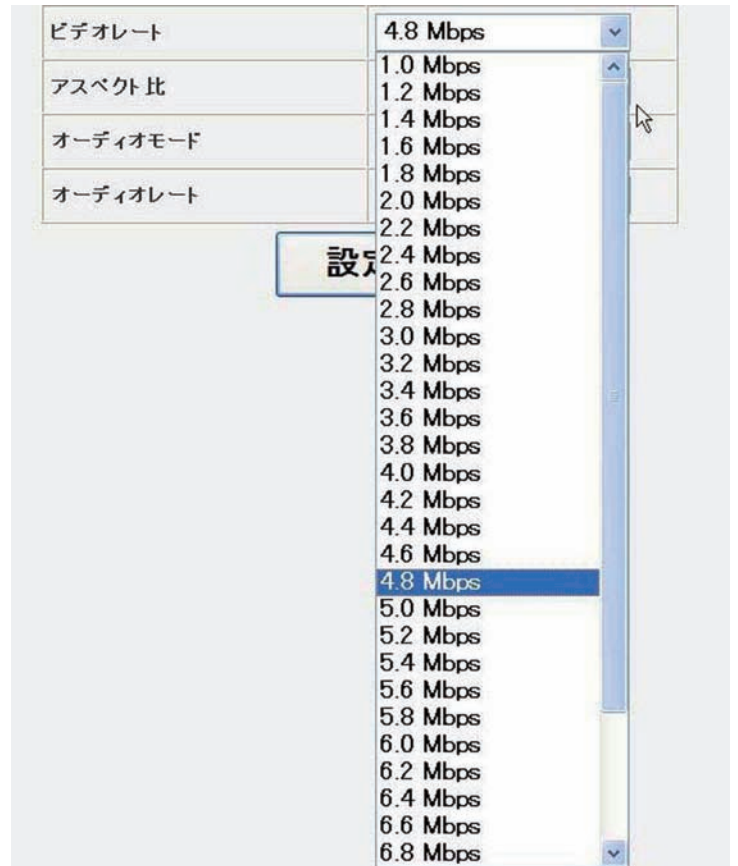 ビデオレート
4.8 Mbps
アスペクト比
オーディオモード
オーディオレート
設定
1.0 Mbps
1.2 Mbps
1.4 Mbps
1.6 Mbps
1.8 Mbps
2.0 Mbps
2.2 Mbps
2.4 Mbps
2.6 Mbps
2.8 Mbps
3.0 Mbps
3.2 Mbps
3.4 Mbps
3.6 Mbps
3.8 Mbps
4.0 Mbps
4.2 Mbps
4.4 Mbps
4.6 Mbps
4.8 Mbps
5.0 Mbps
5.2 Mbps
5.4 Mbps
5.6 Mbps
5.8 Mbps
6.0 Mbps
6.2 Mbps
6.4 Mbps
6.6 Mbps
6.8 Mbps